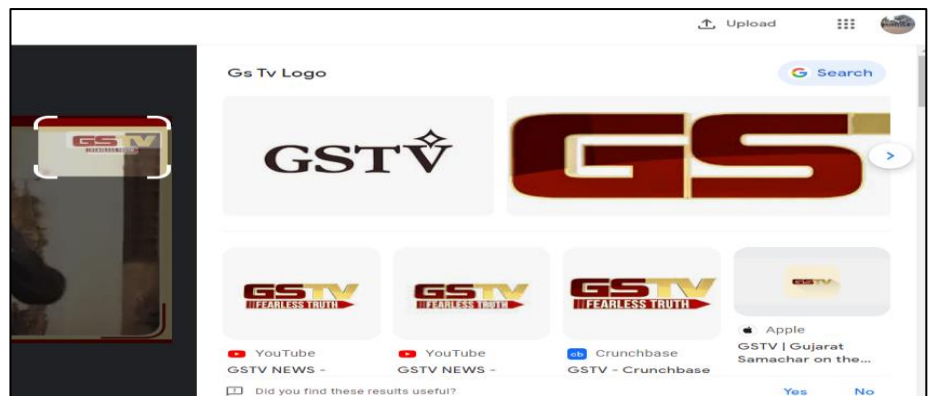 Upload
Gs Tv Logo
Search
GSTV
GS
GSTV
GSTV
FEARLESS TRUTH
GSTV
FEARLESS TRUTH
GSTV
FEARLESS TRUTH
GSTV
YouTube
GSTV NEWS -
YouTube
GSTV NEWS -
Crunchbase
GSTV - Crunchbase
Apple
GSTV | Gujarat
Samachar on the...
Did you find these results useful?
Yes No